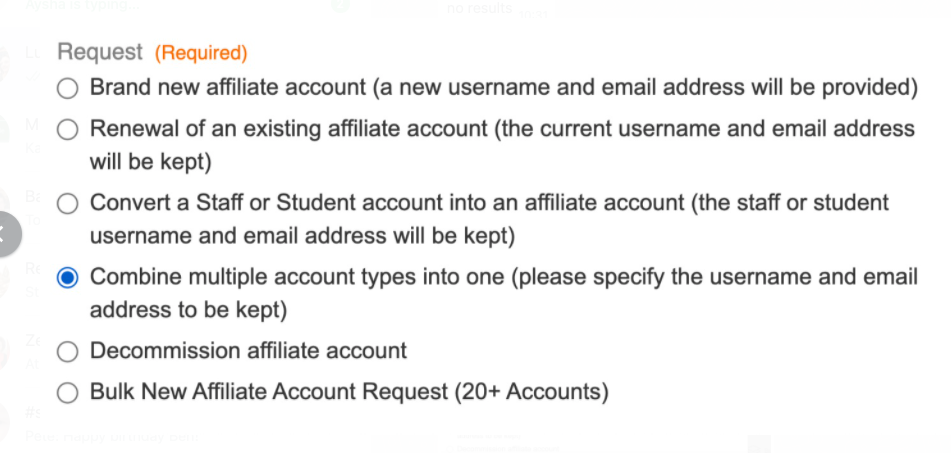 no results
Request (Required)
Brand new affiliate account (a new username and email address will be provided)
Renewal of an existing affiliate account (the current username and email address
will be kept)
Convert a Staff or Student account into an affiliate account (the staff or student
username and email address will be kept)
Combine multiple account types into one (please specify the username and email
address to be kept)
Decommission affiliate account
Bulk New Affiliate Account Request (20+ Accounts)